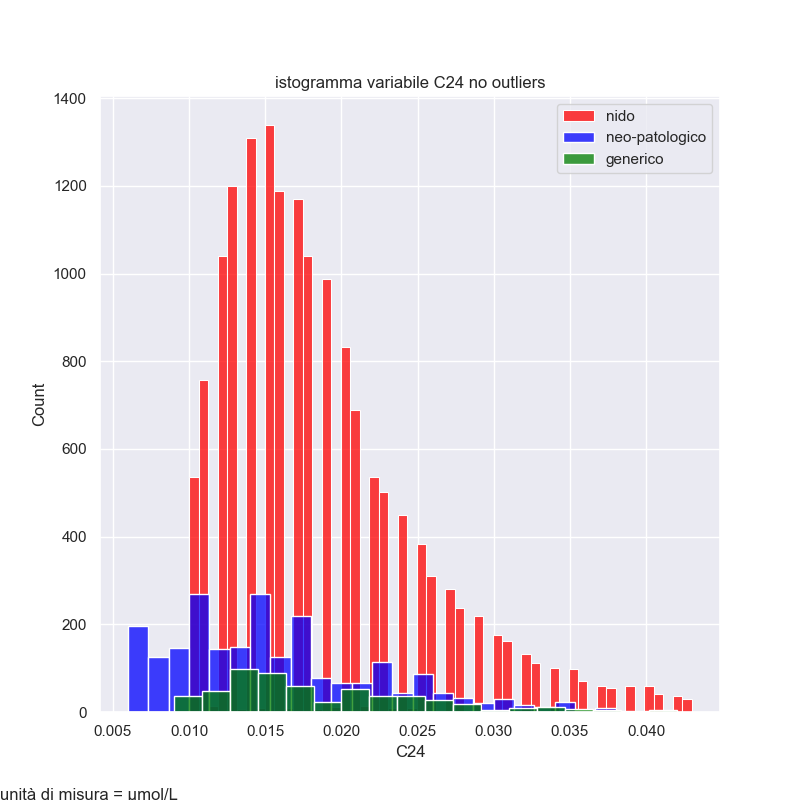 istogramma variabile C24 no outliers
nido
neo-patologico
generico
Count
1400
1200
1000
800
600
400
200
0
0.005 0.010 0.015 0.020 0.025 0.030 0.035 0.040
C24
unità di misura = μmol/L